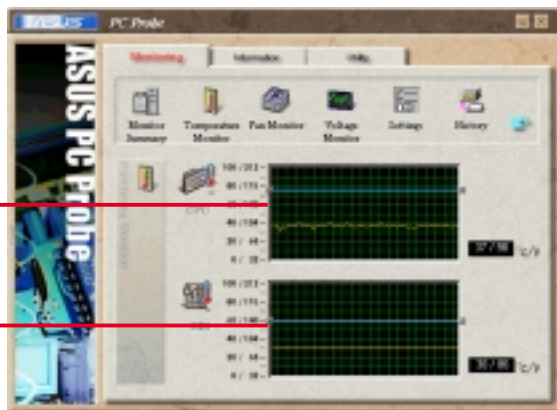 ASUS PC Probe
Monitoring Information Utility
ASUS PC Probe
Monitor Summary
Temperature Monitor
Fan Monitor
Voltage Monitor
Settings
History
100 / 212
80 / 176
40 / 104
20 / 68
0 / 32
CPU
°C/F
100 / 212
80 / 176
60 / 140
40 / 104
20 / 68
0 / 32
°C/F